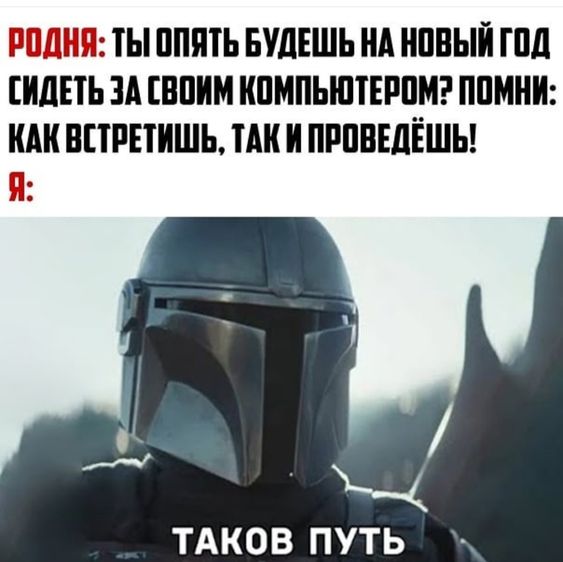 РОДНЯ: ТЫ ОПЯТЬ БУДЕШЬ НА НОВЫЙ ГОД
СИДЕТЬ ЗА СВОИМ КОМПЬЮТЕРОМ? ПОМНИ:
КАК ВСТРЕТИШЬ, ТАК И ПРОВЕДЁШЬ!
Я:
ТАКОВ ПУТЬ